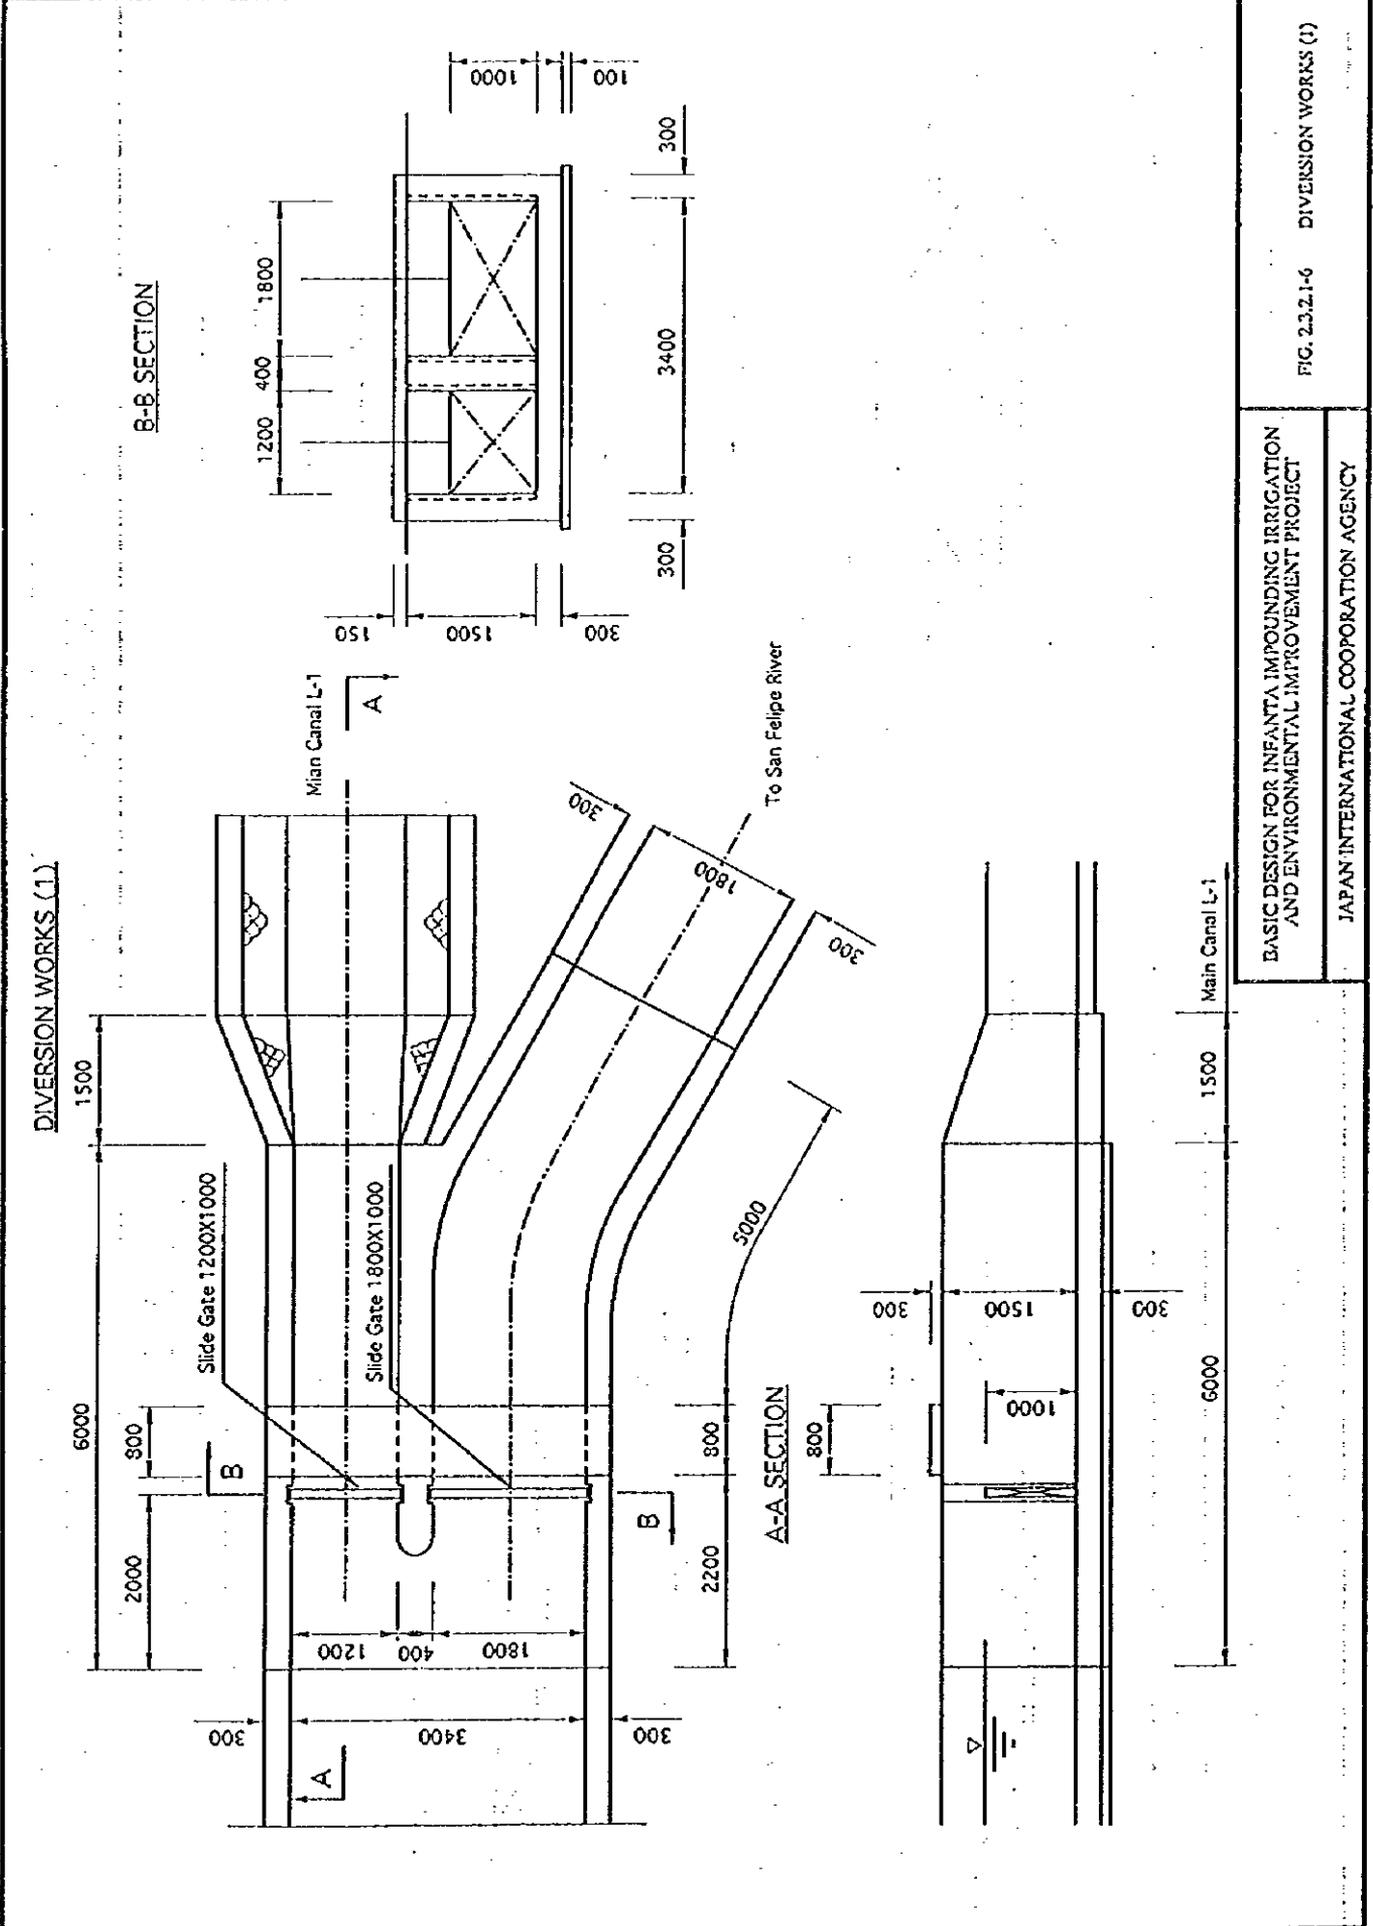 DIVERSION WORKS (1)
6000
1500
2000
800
B
Slide Gate 1200X1000
Slide Gate 1800X1000
Mian Canal L-1
A
A
300
3400
300
1200
400
1800
B
2200
800
5000
300
1800
300
To San Felipe River
B-B SECTION
1200
400
1800
150
1500
300
1000
100
300
3400
300
A-A SECTION
800
300
1500
300
1000
6000
1500
Main Canal L-1
BASIC DESIGN FOR INFANTA IMPOUNDING IRRIGATION
AND ENVIRONMENTAL IMPROVEMENT PROJECT
JAPAN INTERNATIONAL COOPORATION AGENCY
FIG. 2.3.2.1-6 DIVERSION WORKS (1)